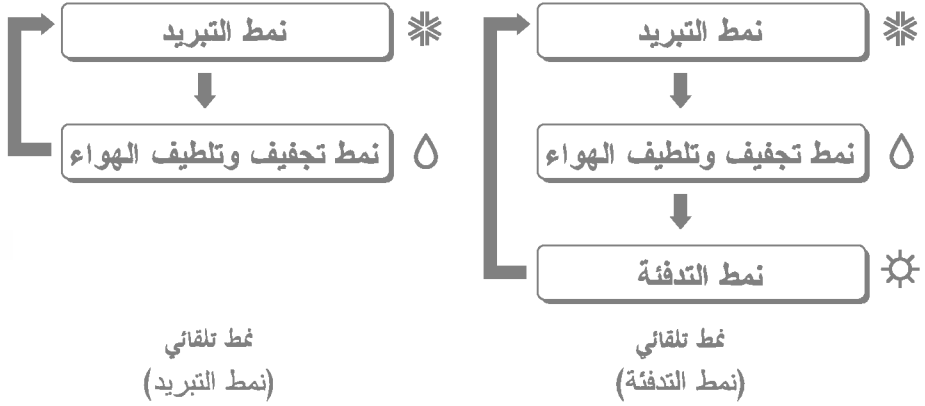 نمط التبريد
نمط تجفيف وتلطيف الهواء
نمط التدفئة
نمط تلقائي
(نمط التدفئة)
نمط التبريد
نمط تجفيف وتلطيف الهواء
نمط تلقائي
(نمط التبريد)